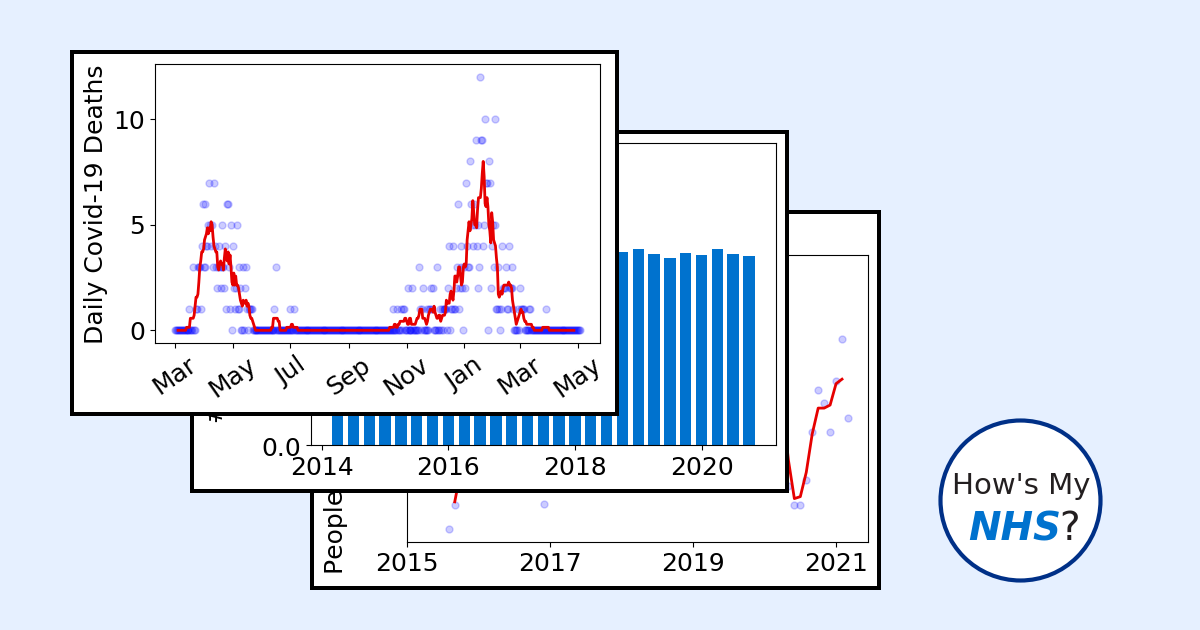 Daily Covid-19 Deaths
10
5
0
Mar May Jul Sep Nov Jan Mar May
0.0
2014 2016 2018 2020
People
2015 2017 2019 2021
How's My
NHS?